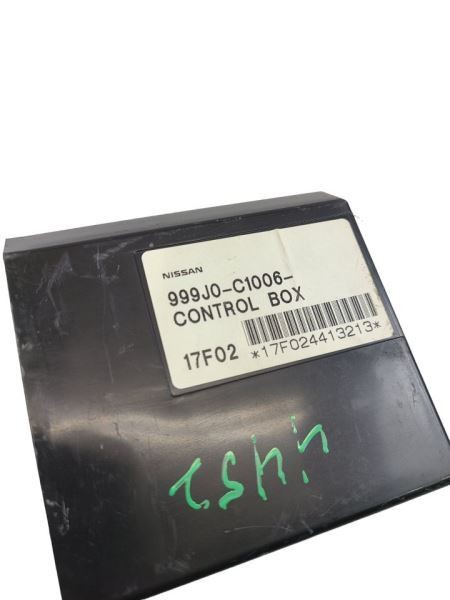 NISSAN
999J0-C1006-
CONTROL BOX
17F02 *17F024413213*